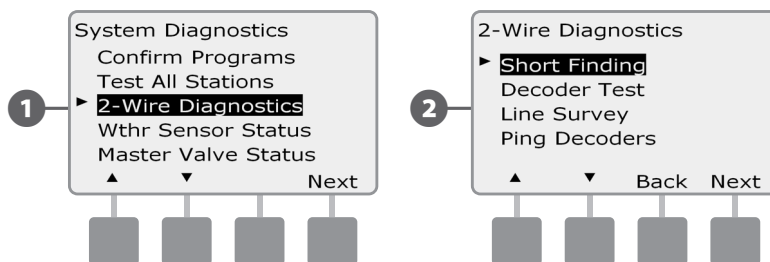 1
System Diagnostics
Confirm Programs
Test All Stations
► 2-Wire Diagnostics
Wthr Sensor Status
Master Valve Status
▲ ▼ Next
2
2-Wire Diagnostics
► Short Finding
Decoder Test
Line Survey
Ping Decoders
▲ ▼ Back Next